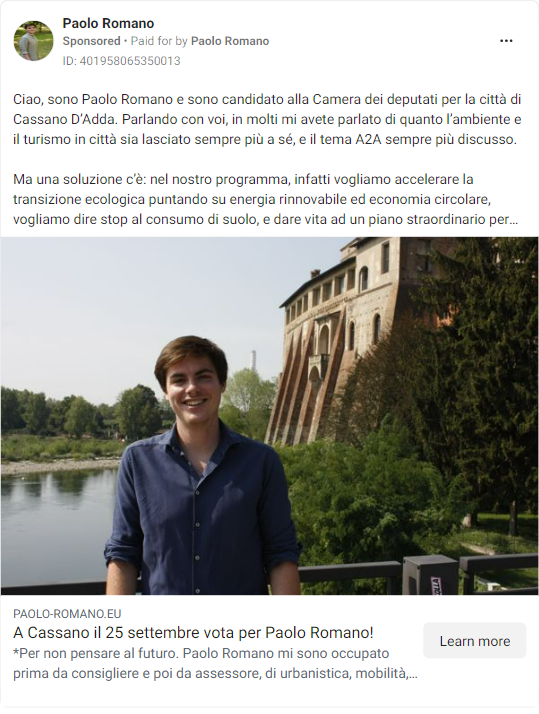 Paolo Romano
Sponsored • Paid for by Paolo Romano
ID: 401958065350013
Ciao, sono Paolo Romano e sono candidato alla Camera dei deputati per la città di
Cassano D’Adda. Parlando con voi, in molti mi avete parlato di quanto l’ambiente e
il turismo in città sia lasciato sempre più a sé, e il tema A2A sempre più discusso.
Ma una soluzione c’è: nel nostro programma, infatti vogliamo accelerare la
transizione ecologica puntando su energia rinnovabile ed economia circolare,
vogliamo dire stop al consumo di suolo, e dare vita ad un piano straordinario per…
PAOLO-ROMANO.EU
A Cassano il 25 settembre vota per Paolo Romano!
*Per non pensare al futuro. Paolo Romano mi sono occupato
prima da consigliere e poi da assessore, di urbanistica, mobilità,…
Learn more